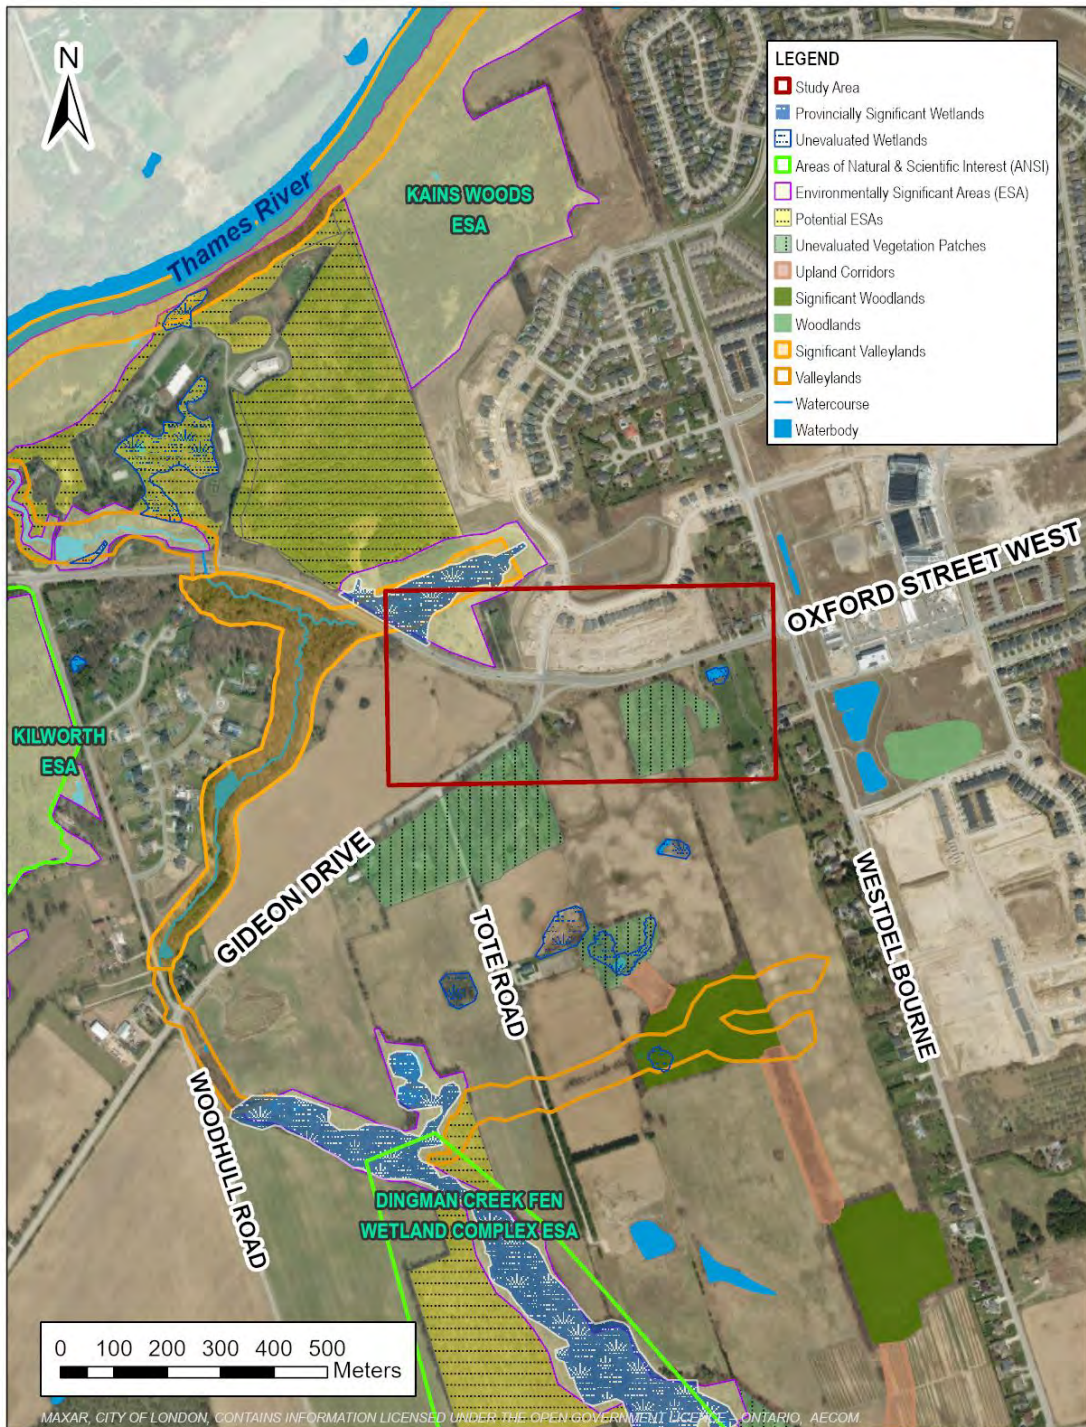 N
LEGEND
Study Area
Provincially Significant Wetlands
Unevaluated Wetlands
Areas of Natural & Scientific Interest (ANSI)
Environmentally Significant Areas (ESA)
Potential ESAs
Unevaluated Vegetation Patches
Upland Corridors
Significant Woodlands
Woodlands
Significant Valleylands
Valleylands
Watercourse
Waterbody
Thames River
KAINS WOODS
ESA
OXFORD STREET WEST
KILWORTH
ESA
GIDEON DRIVE
TOTE ROAD
WESTDEL BOURNE
WOODHULL ROAD
DINGMAN CREEK FEN
WETLAND COMPLEX ESA
0 100 200 300 400 500
Meters
MAXAR, CITY OF LONDON, CONTAINS INFORMATION LICENSED UNDER THE OPEN GOVERNMENT LICENCE - ONTARIO, AECOM